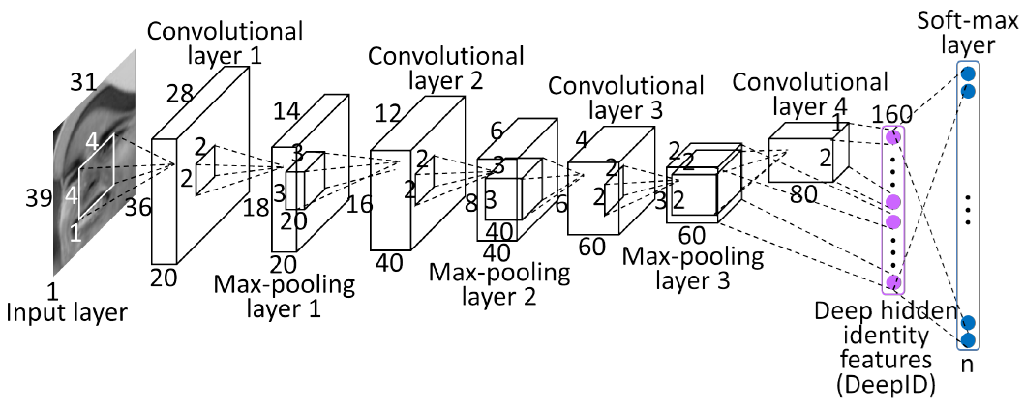 Convolutional
layer 1
Convolutional
layer 2
Convolutional
layer 3
Convolutional
layer 4
Soft-max
layer
31
39
4
4
1
1
Input layer
28
36
20
2
2
14
18
20
3
3
20
Max-pooling
layer 1
12
16
40
2
2
6
8
40
3
3
40
Max-pooling
layer 2
4
6
60
2
2
2
3
60
2
2
Max-pooling
layer 3
1
2
80
160
Deep hidden
identity
features
(DeepID)
n